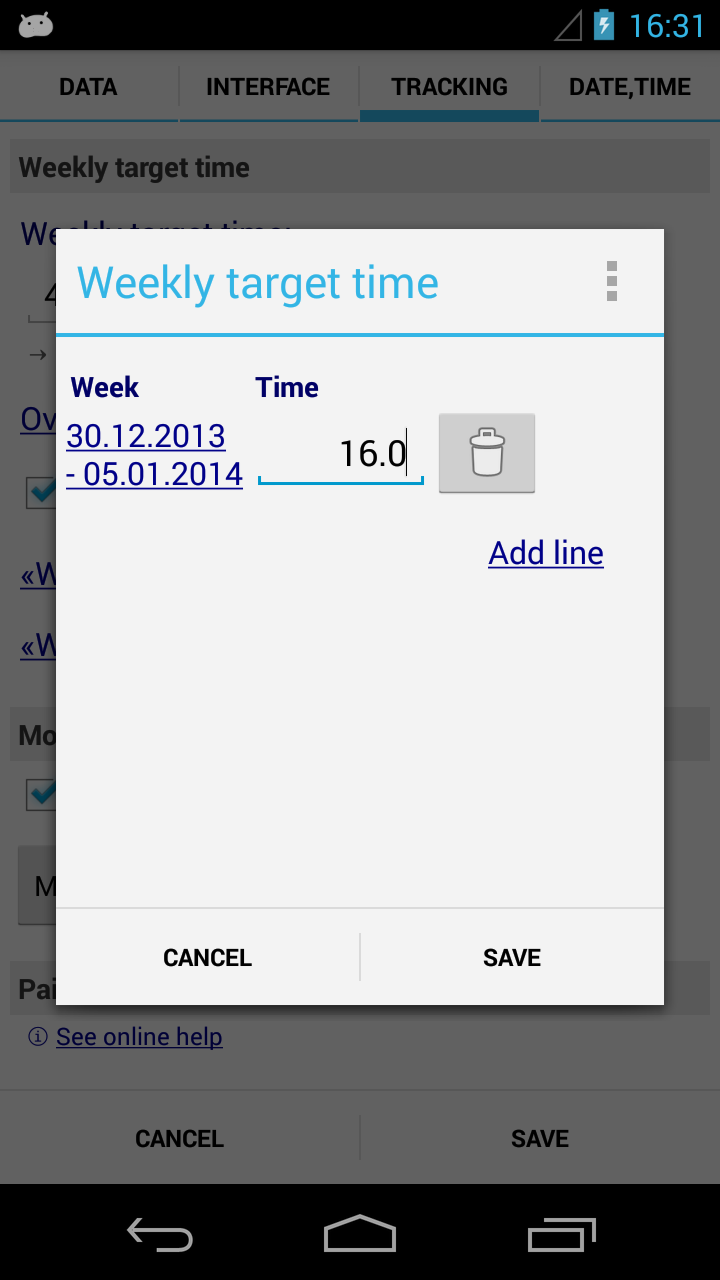 16:31
DATA INTERFACE TRACKING DATE,TIME
Weekly target time
Weekly target time
Week Time
30.12.2013
- 05.01.2014
16.0
Add line
CANCEL SAVE
See online help
CANCEL SAVE